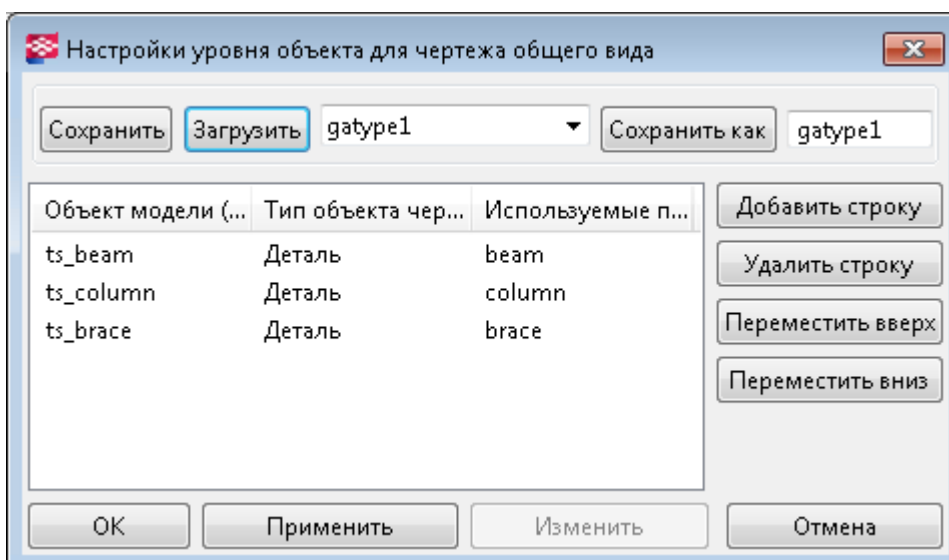 Настройки уровня объекта для чертежа общего вида
Сохранить Загрузить gatype1 Сохранить как gatype1
Объект модели (... Тип объекта чер... Используемые п... Добавить строку
ts_beam Деталь beam Удалить строку
ts_column Деталь column
ts_brace Деталь brace Переместить вверх
Переместить вниз
OK Применить Изменить Отмена